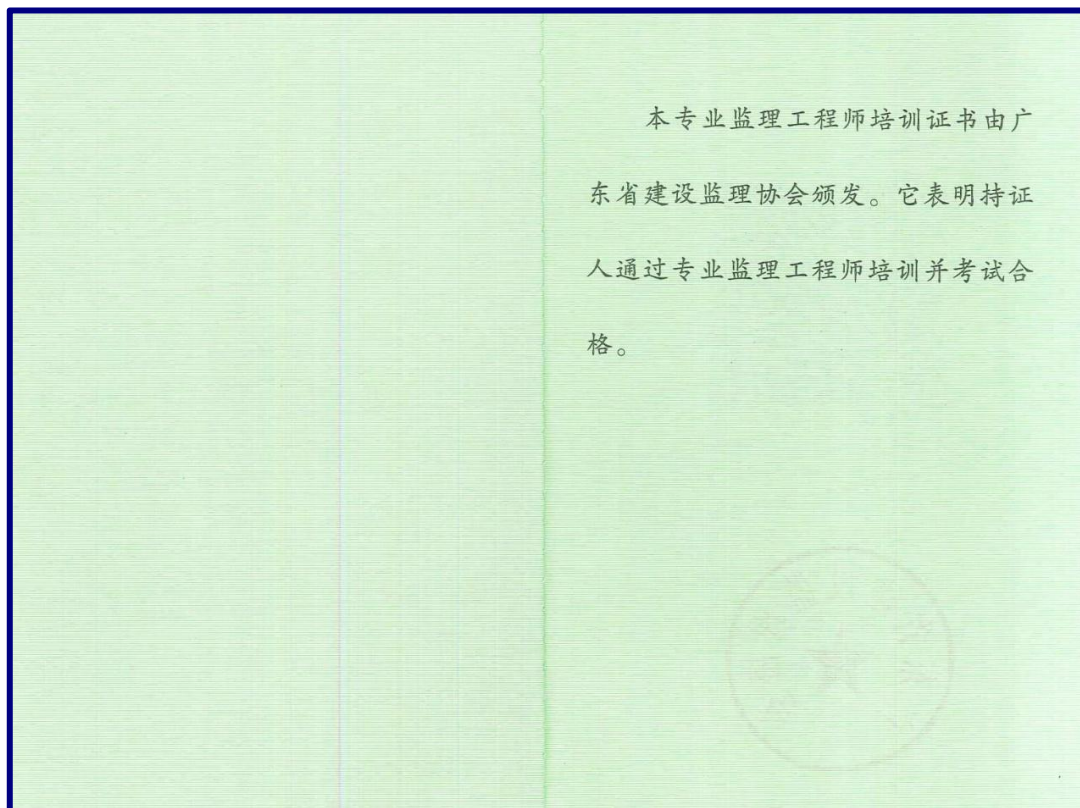 本专业监理工程师培训证书由广
东省建设监理协会颁发。它表明持证
人通过专业监理工程师培训并考试合
格。